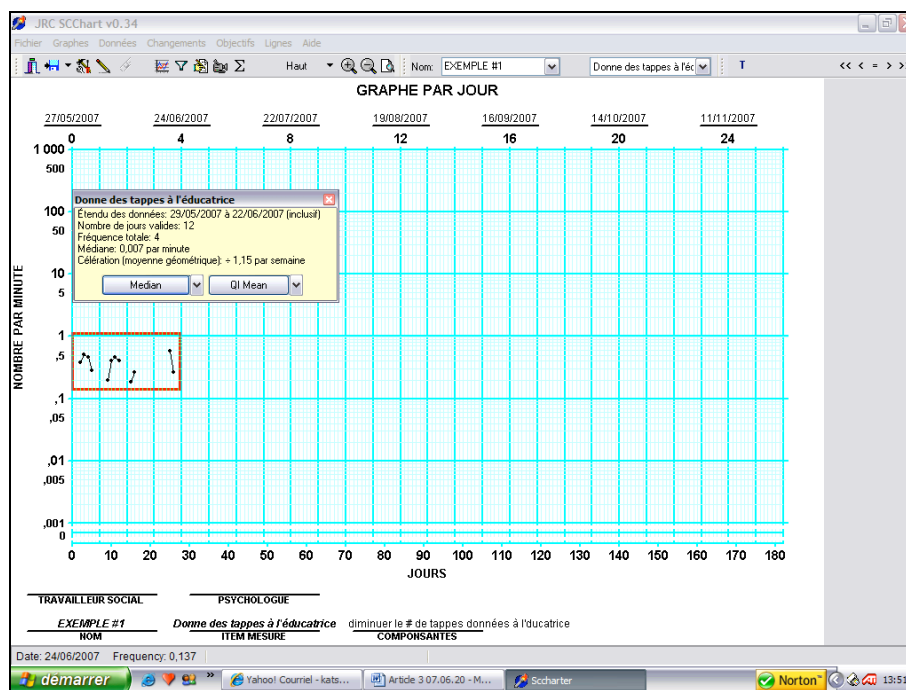 JRC SCChart v0.34
Fichier Graphes Données Changements Objectifs Lignes Aide
Haut Nom: EXEMPLE #1 Donne des tappes à l'éc T << < = > >
GRAPHE PAR JOUR
27/05/2007 24/06/2007 22/07/2007 19/08/2007 16/09/2007 14/10/2007 11/11/2007
0 4 8 12 16 20 24
1 000
500
100
50
10
5
1
,5
,1
,05
,01
,005
,001
0
NOMBRE PAR MINUTE
Donne des tappes à l'éducatrice
Étendu des données: 29/05/2007 à 22/06/2007 (inclusif)
Nombre de jours valides: 12
Fréquence totale: 4
Médiane: 0,007 par minute
Célération (moyenne géométrique): ÷ 1,15 par semaine
Median QI Mean
0 10 20 30 40 50 60 70 80 90 100 110 120 130 140 150 160 170 180
JOURS
TRAVAILLEUR SOCIAL PSYCHOLOGUE
EXEMPLE #1 Donne des tappes à l'éducatrice diminuer le # de tappes données à l'ducatrice
NOM ITEM MESURE COMPONSANTES
Date: 24/06/2007 Frequency: 0,137
démarrer » Yahoo! Courriel - kats... Article 3 07.06.20 - M... Sccharter Norton™ 13:51